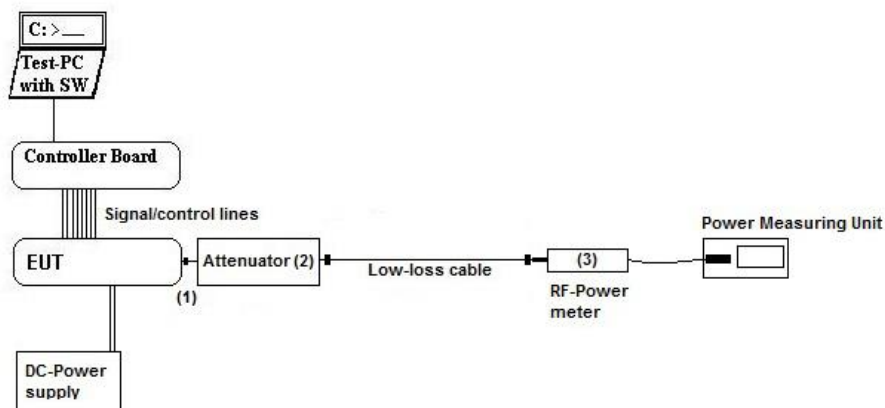 C: >__
Test-PC
with SW
Controller Board
Signal/control lines
Power Measuring Unit
EUT
Attenuator (2)
(3)
Low-loss cable
(1)
RF-Power
meter
DC-Power
supply